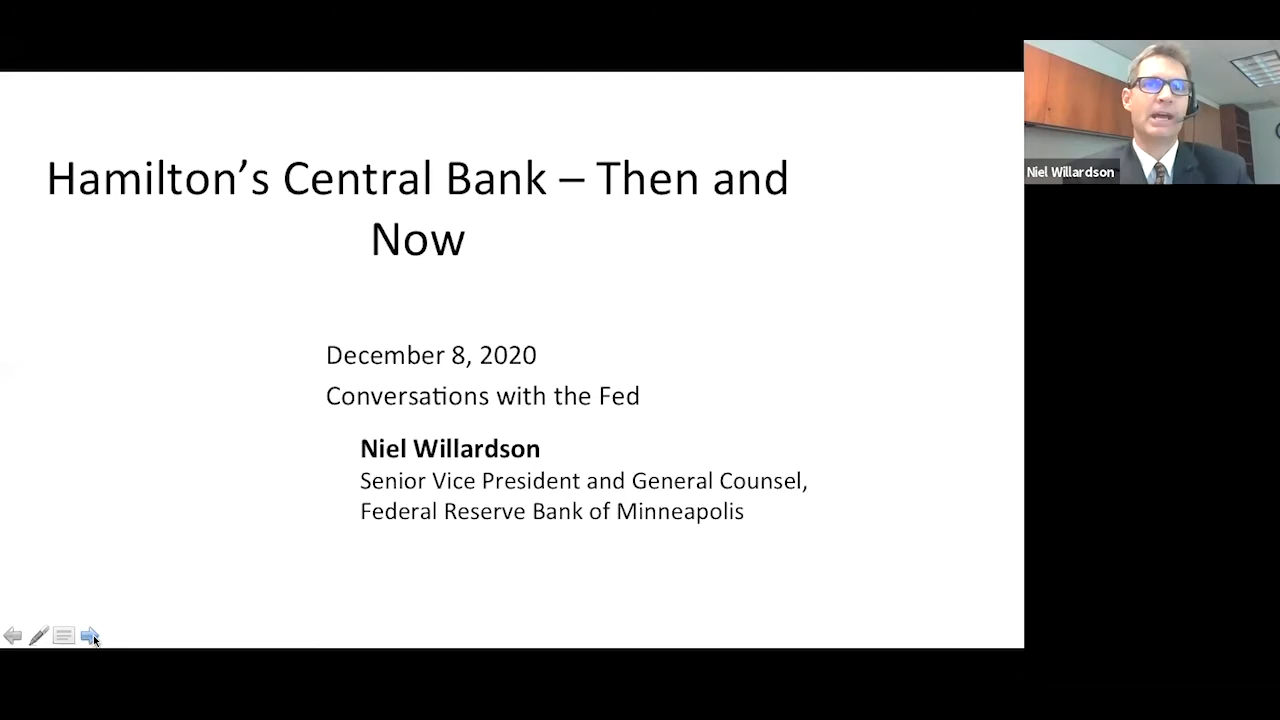 Hamilton’s Central Bank – Then and
Now
December 8, 2020
Conversations with the Fed
Niel Willardson
Senior Vice President and General Counsel,
Federal Reserve Bank of Minneapolis
Niel Willardson